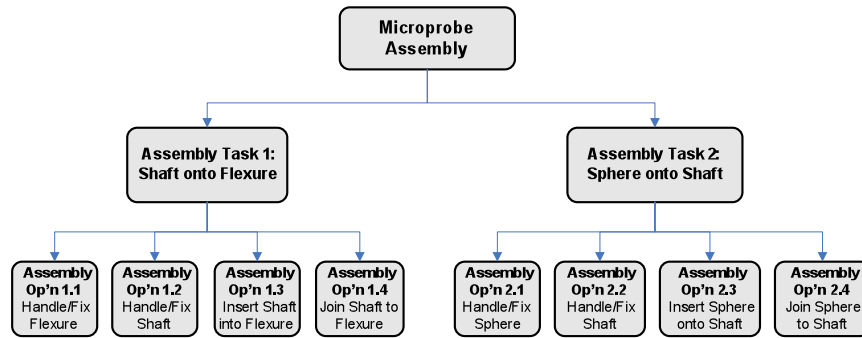 Microprobe
Assembly
Assembly Task 1:
Shaft onto Flexure
Assembly Task 2:
Sphere onto Shaft
Assembly
Op'n 1.1
Handle/Fix
Flexure
Assembly
Op'n 1.2
Handle/Fix
Shaft
Assembly
Op'n 1.3
Insert Shaft
into Flexure
Assembly
Op'n 1.4
Join Shaft to
Flexure
Assembly
Op'n 2.1
Handle/Fix
Sphere
Assembly
Op'n 2.2
Handle/Fix
Shaft
Assembly
Op'n 2.3
Insert Sphere
onto Shaft
Assembly
Op'n 2.4
Join Sphere
to Shaft